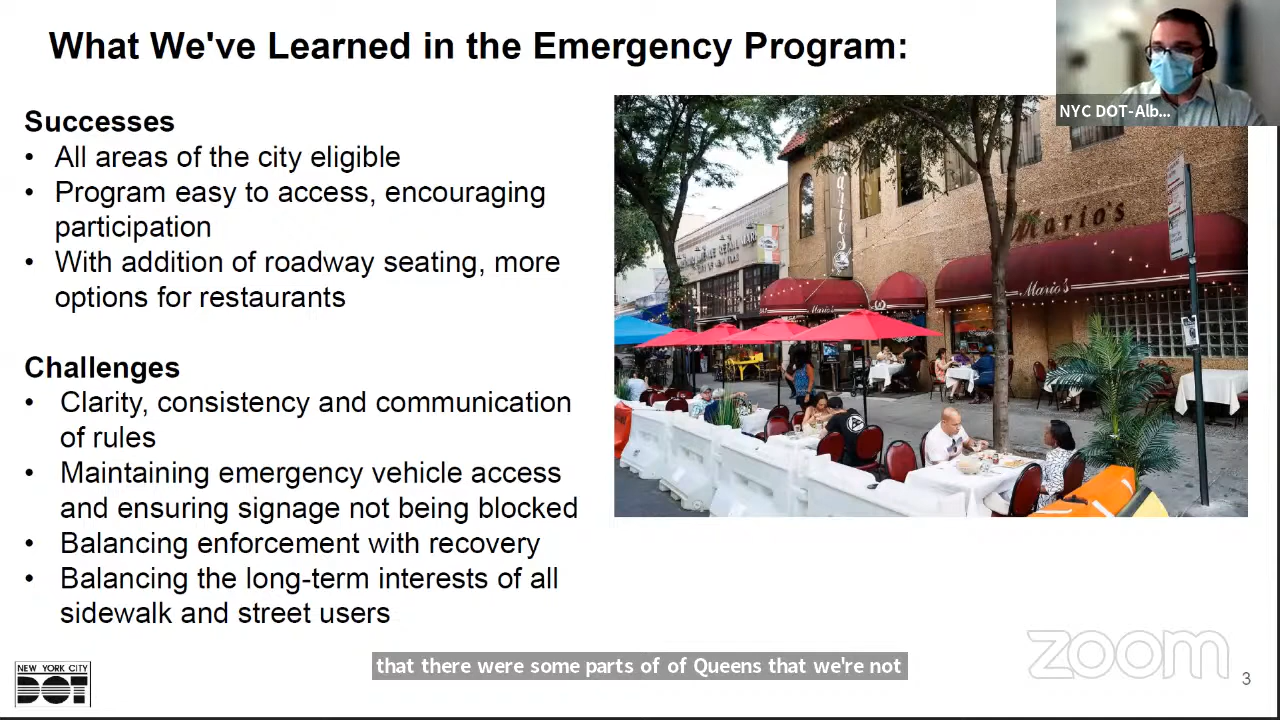 What We've Learned in the Emergency Program:
NYC DOT-Alb...
Successes
• All areas of the city eligible
• Program easy to access, encouraging
participation
• With addition of roadway seating, more
options for restaurants
Challenges
• Clarity, consistency and communication
of rules
• Maintaining emergency vehicle access
and ensuring signage not being blocked
• Balancing enforcement with recovery
• Balancing the long-term interests of all
sidewalk and street users
Mario's
Mario's
Mario's
that there were some parts of of Queens that we're not
NEW YORK CITY
DOT
zoom
3